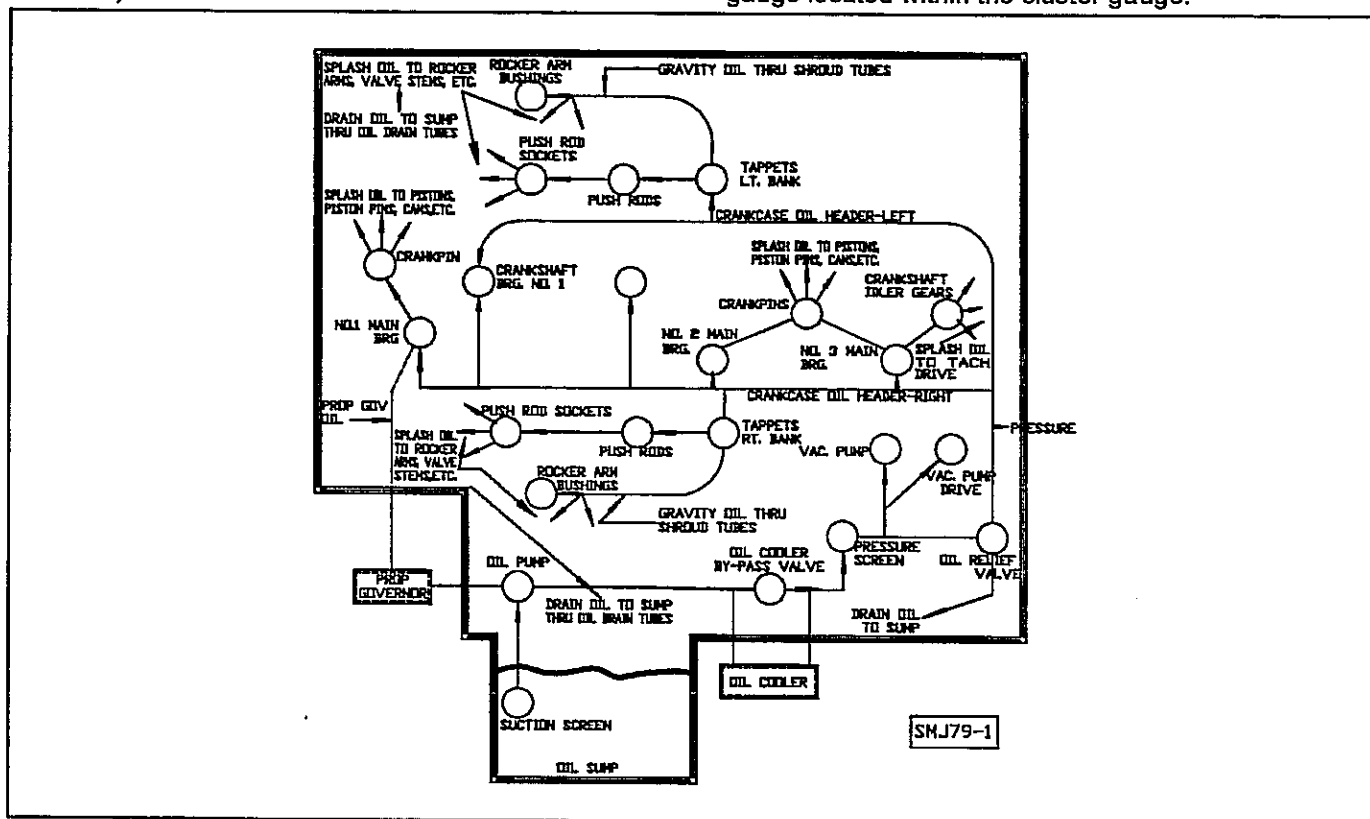 gauge located within the cluster gauge.
SPLASH OIL TO ROCKER
ARMS, VALVE STEMS, ETC.
ROCKER ARM
BUSHINGS
GRAVITY OIL THRU SHROUD TUBES
DRAIN OIL TO SUMP
THRU OIL DRAIN TUBES
PUSH ROD
SOCKETS
TAPPETS
LT. BANK
PUSH RODS
SPLASH OIL TO PISTONS,
PISTON PINS, CAMS,ETC.
CRANKCASE OIL HEADER-LEFT
CRANKPIN
CRANKSHAFT
BRG. NO. 1
SPLASH OIL TO PISTONS,
PISTON PINS, CAMS,ETC.
CRANKSHAFT
IDLER GEARS
CRANKPINS
NO.1 MAIN
BRG
NO. 2 MAIN
BRG.
NO. 3 MAIN
BRG.
SPLASH OIL
TO TACH
DRIVE
CRANKCASE OIL HEADER-RIGHT
PROP GOV
OIL
PUSH ROD SOCKETS
TAPPETS
RT. BANK
PRESSURE
SPLASH OIL
TO ROCKER
ARMS, VALVE
STEMS,ETC.
PUSH RODS
VAC. PUMP
ROCKER ARM
BUSHINGS
VAC. PUMP
DRIVE
GRAVITY OIL THRU
SHROUD TUBES
OIL PUMP
OIL COOLER
BY-PASS VALVE
PRESSURE
SCREEN
OIL RELIEF
VALVE
PROP
GOVERNOR
DRAIN OIL TO SUMP
THRU OIL DRAIN TUBES
DRAIN OIL
TO SUMP
OIL COOLER
SUCTION SCREEN
SMJ79-1
OIL SUMP